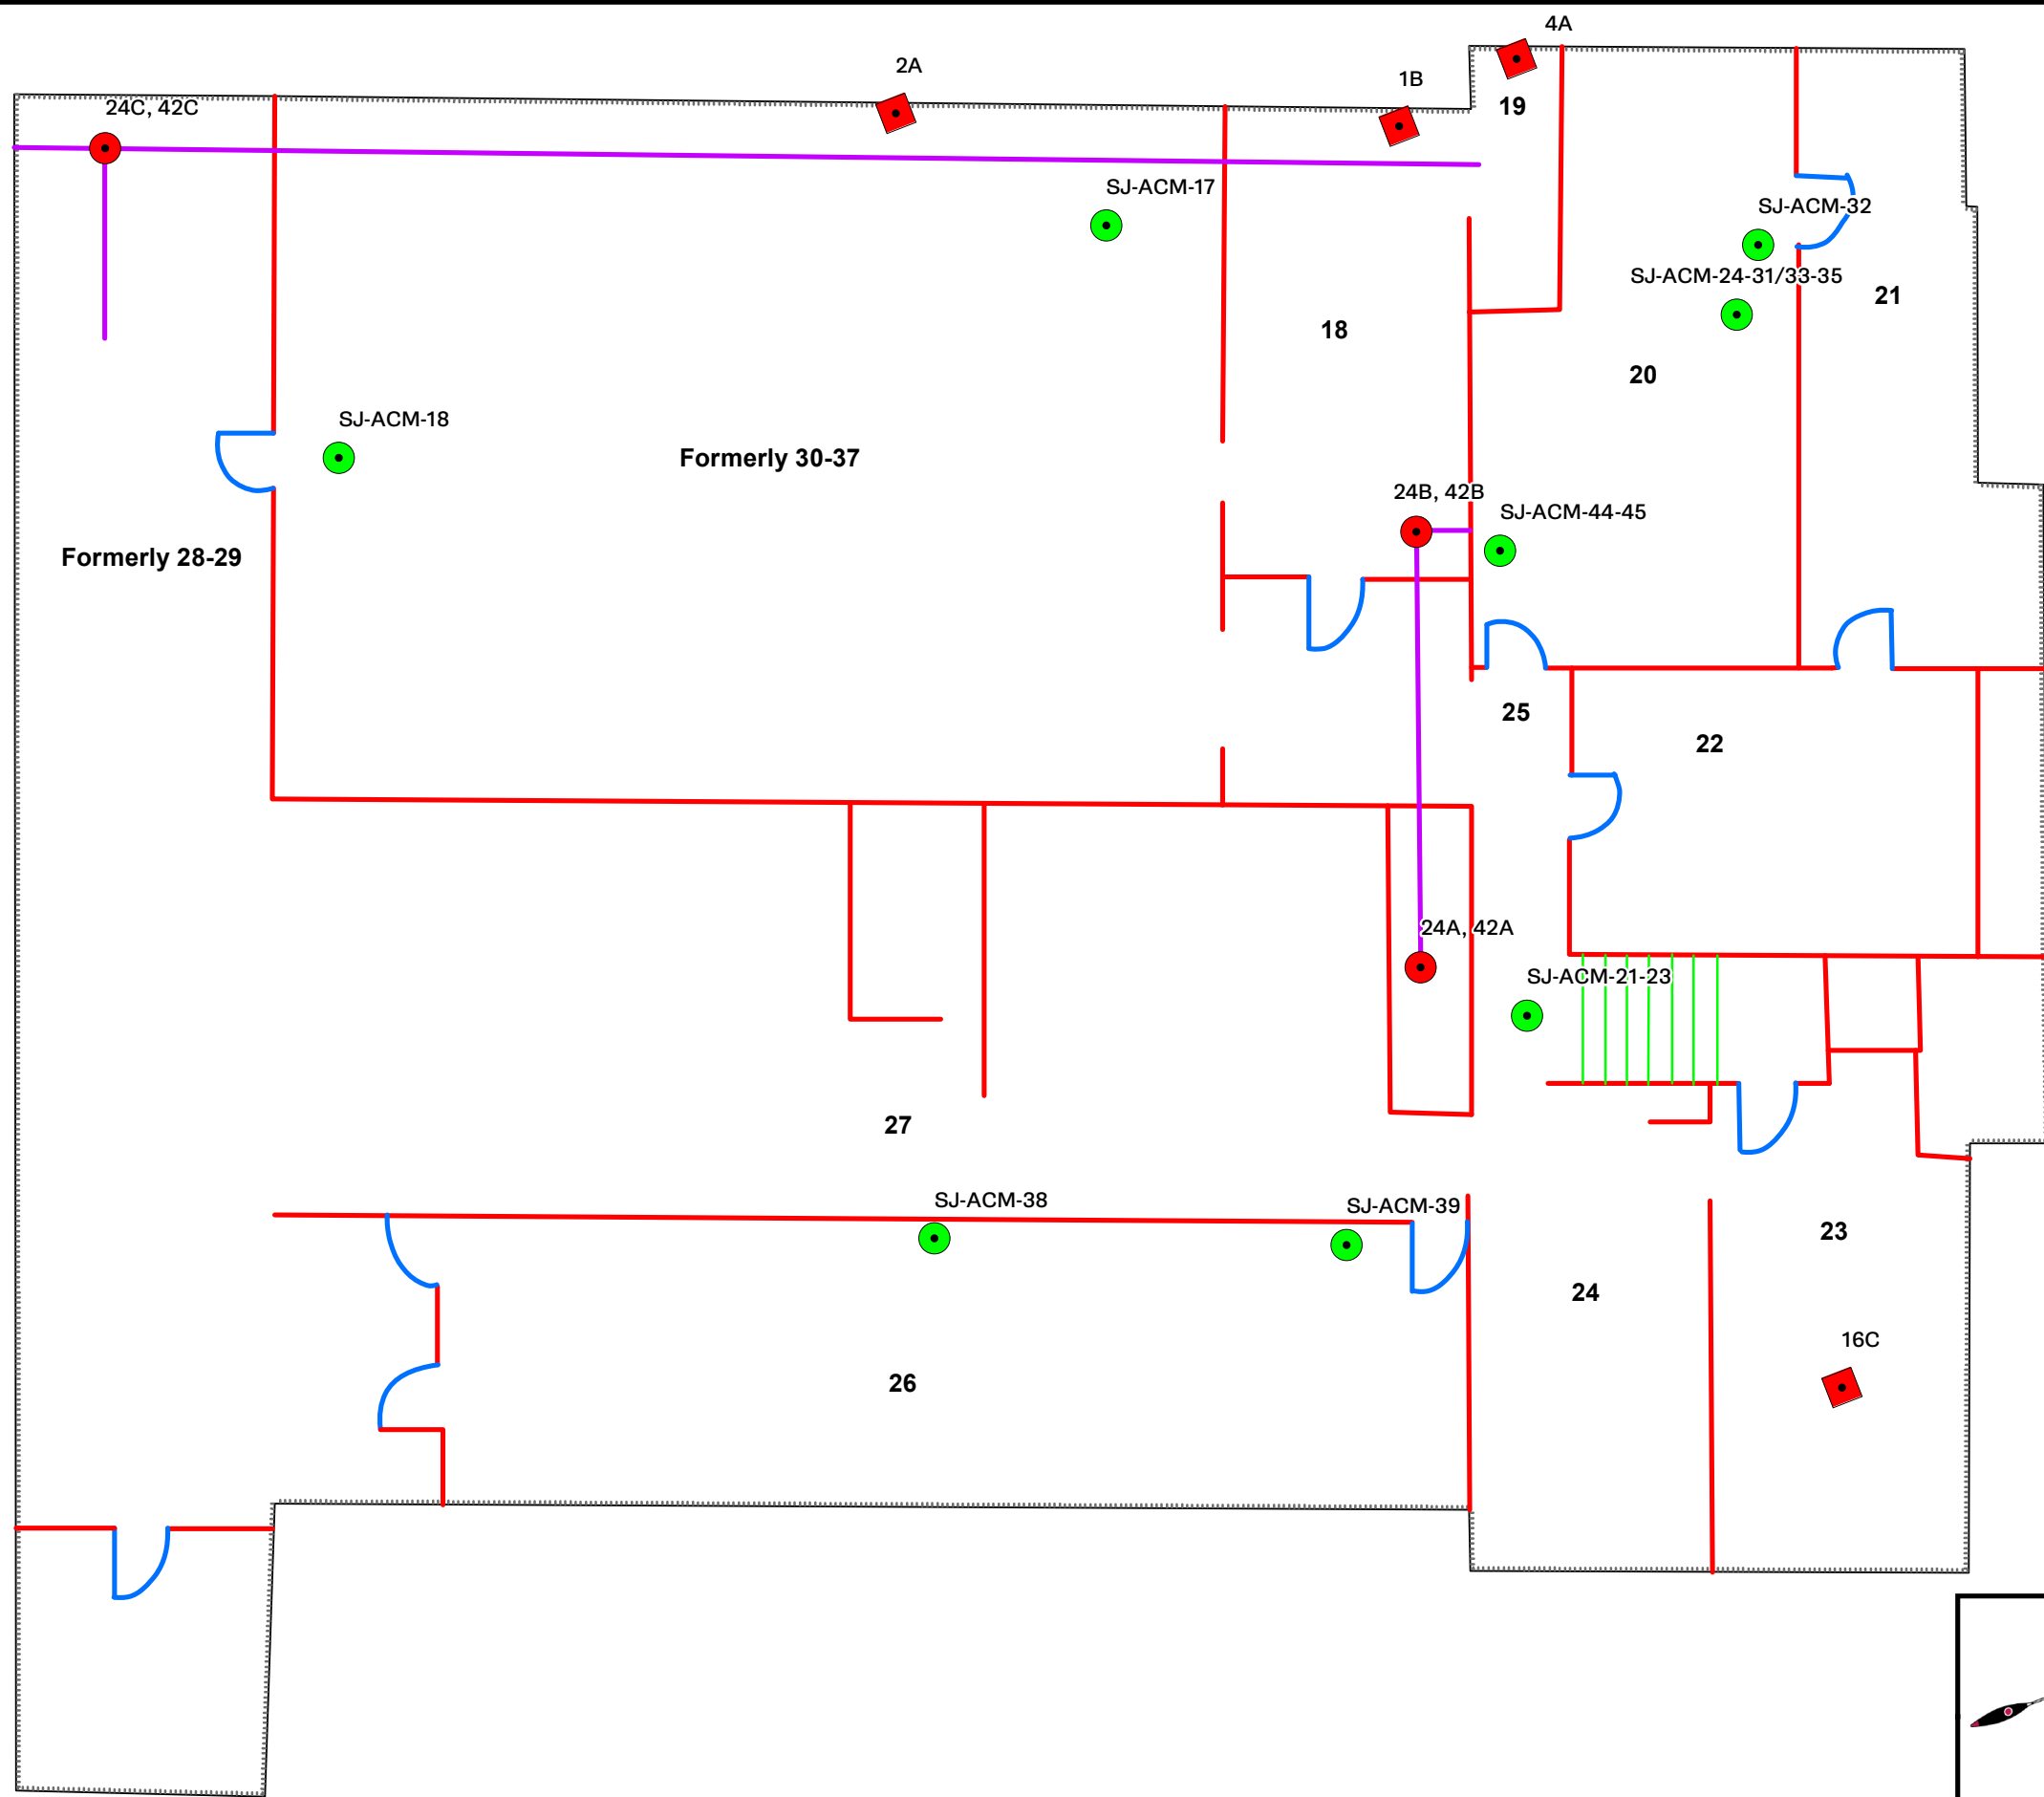 4A
2A
1B
24C, 42C
19
SJ-ACM-17
SJ-ACM-32
SJ-ACM-24-31/33-35
21
18
20
SJ-ACM-18
Formerly 30-37
24B, 42B
SJ-ACM-44-45
Formerly 28-29
25
22
24A, 42A
SJ-ACM-21-23
27
SJ-ACM-38
SJ-ACM-39
23
24
16C
26